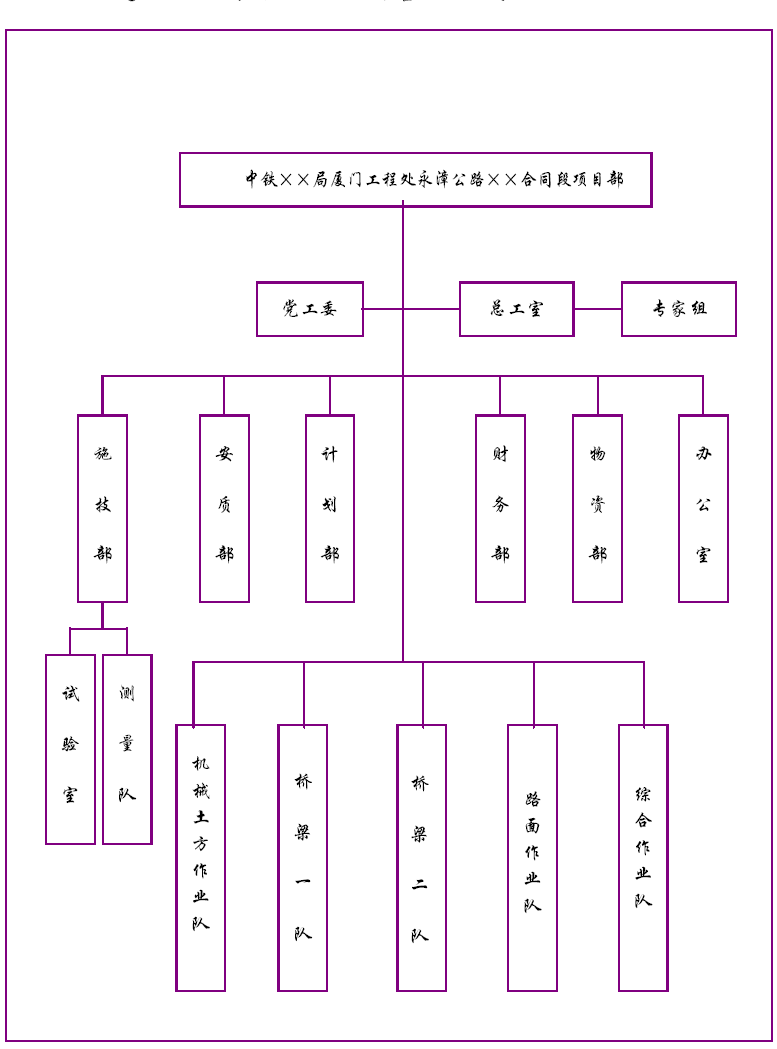 中铁××局厦门工程处永漳公路××合同段项目部
党工委
总工室
专家组
施技部
安质部
计划部
财务部
物资部
办公室
试验室
测量队
机械土方作业队
桥梁一队
桥梁二队
路面作业队
综合作业队